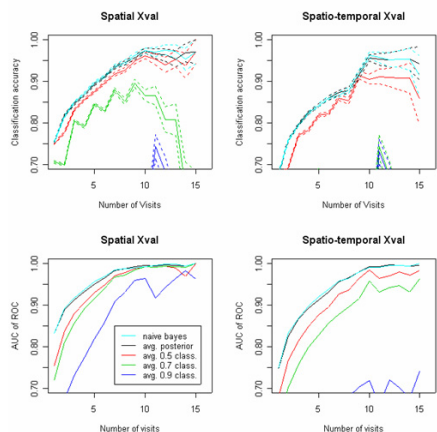 Spatial Xval
Spatio-temporal Xval
Classification accuracy
0.70 0.80 0.90 1.00
5 10 15
Number of Visits
Classification accuracy
0.70 0.80 0.90 1.00
5 10 15
Number of Visits
Spatial Xval
Spatio-temporal Xval
AUC of ROC
0.70 0.80 0.90 1.00
naive bayes
avg. posterior
avg. 0.5 class.
avg. 0.7 class.
avg. 0.9 class.
5 10 15
Number of visits
AUC of ROC
0.70 0.80 0.90 1.00
5 10 15
Number of visits